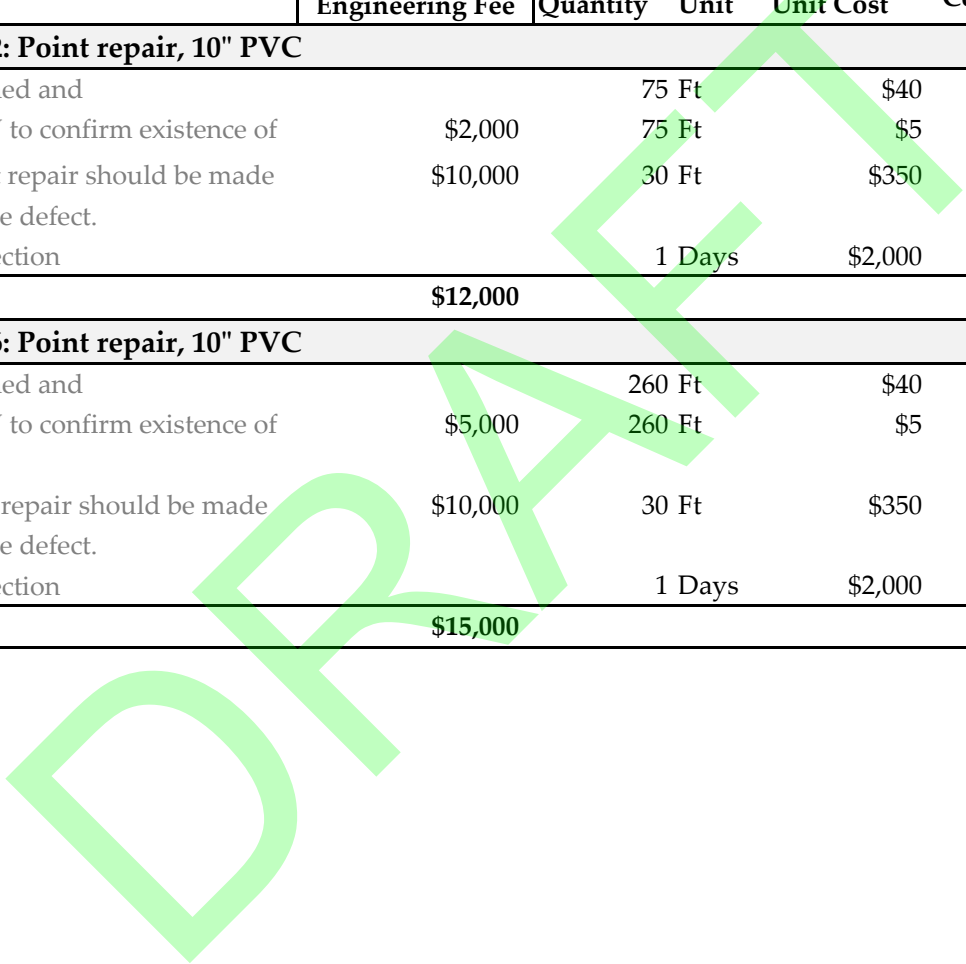 Engineering Fee Quantity Unit Unit Cost
2: Point repair, 10" PVC
ed and 75 Ft $40
to confirm existence of $2,000 75 Ft $5
repair should be made $10,000 30 Ft $350
e defect.
ection 1 Days $2,000
$12,000
: Point repair, 10" PVC
ed and 260 Ft $40
to confirm existence of $5,000 260 Ft $5
repair should be made $10,000 30 Ft $350
e defect.
ection 1 Days $2,000
$15,000
DRAFT